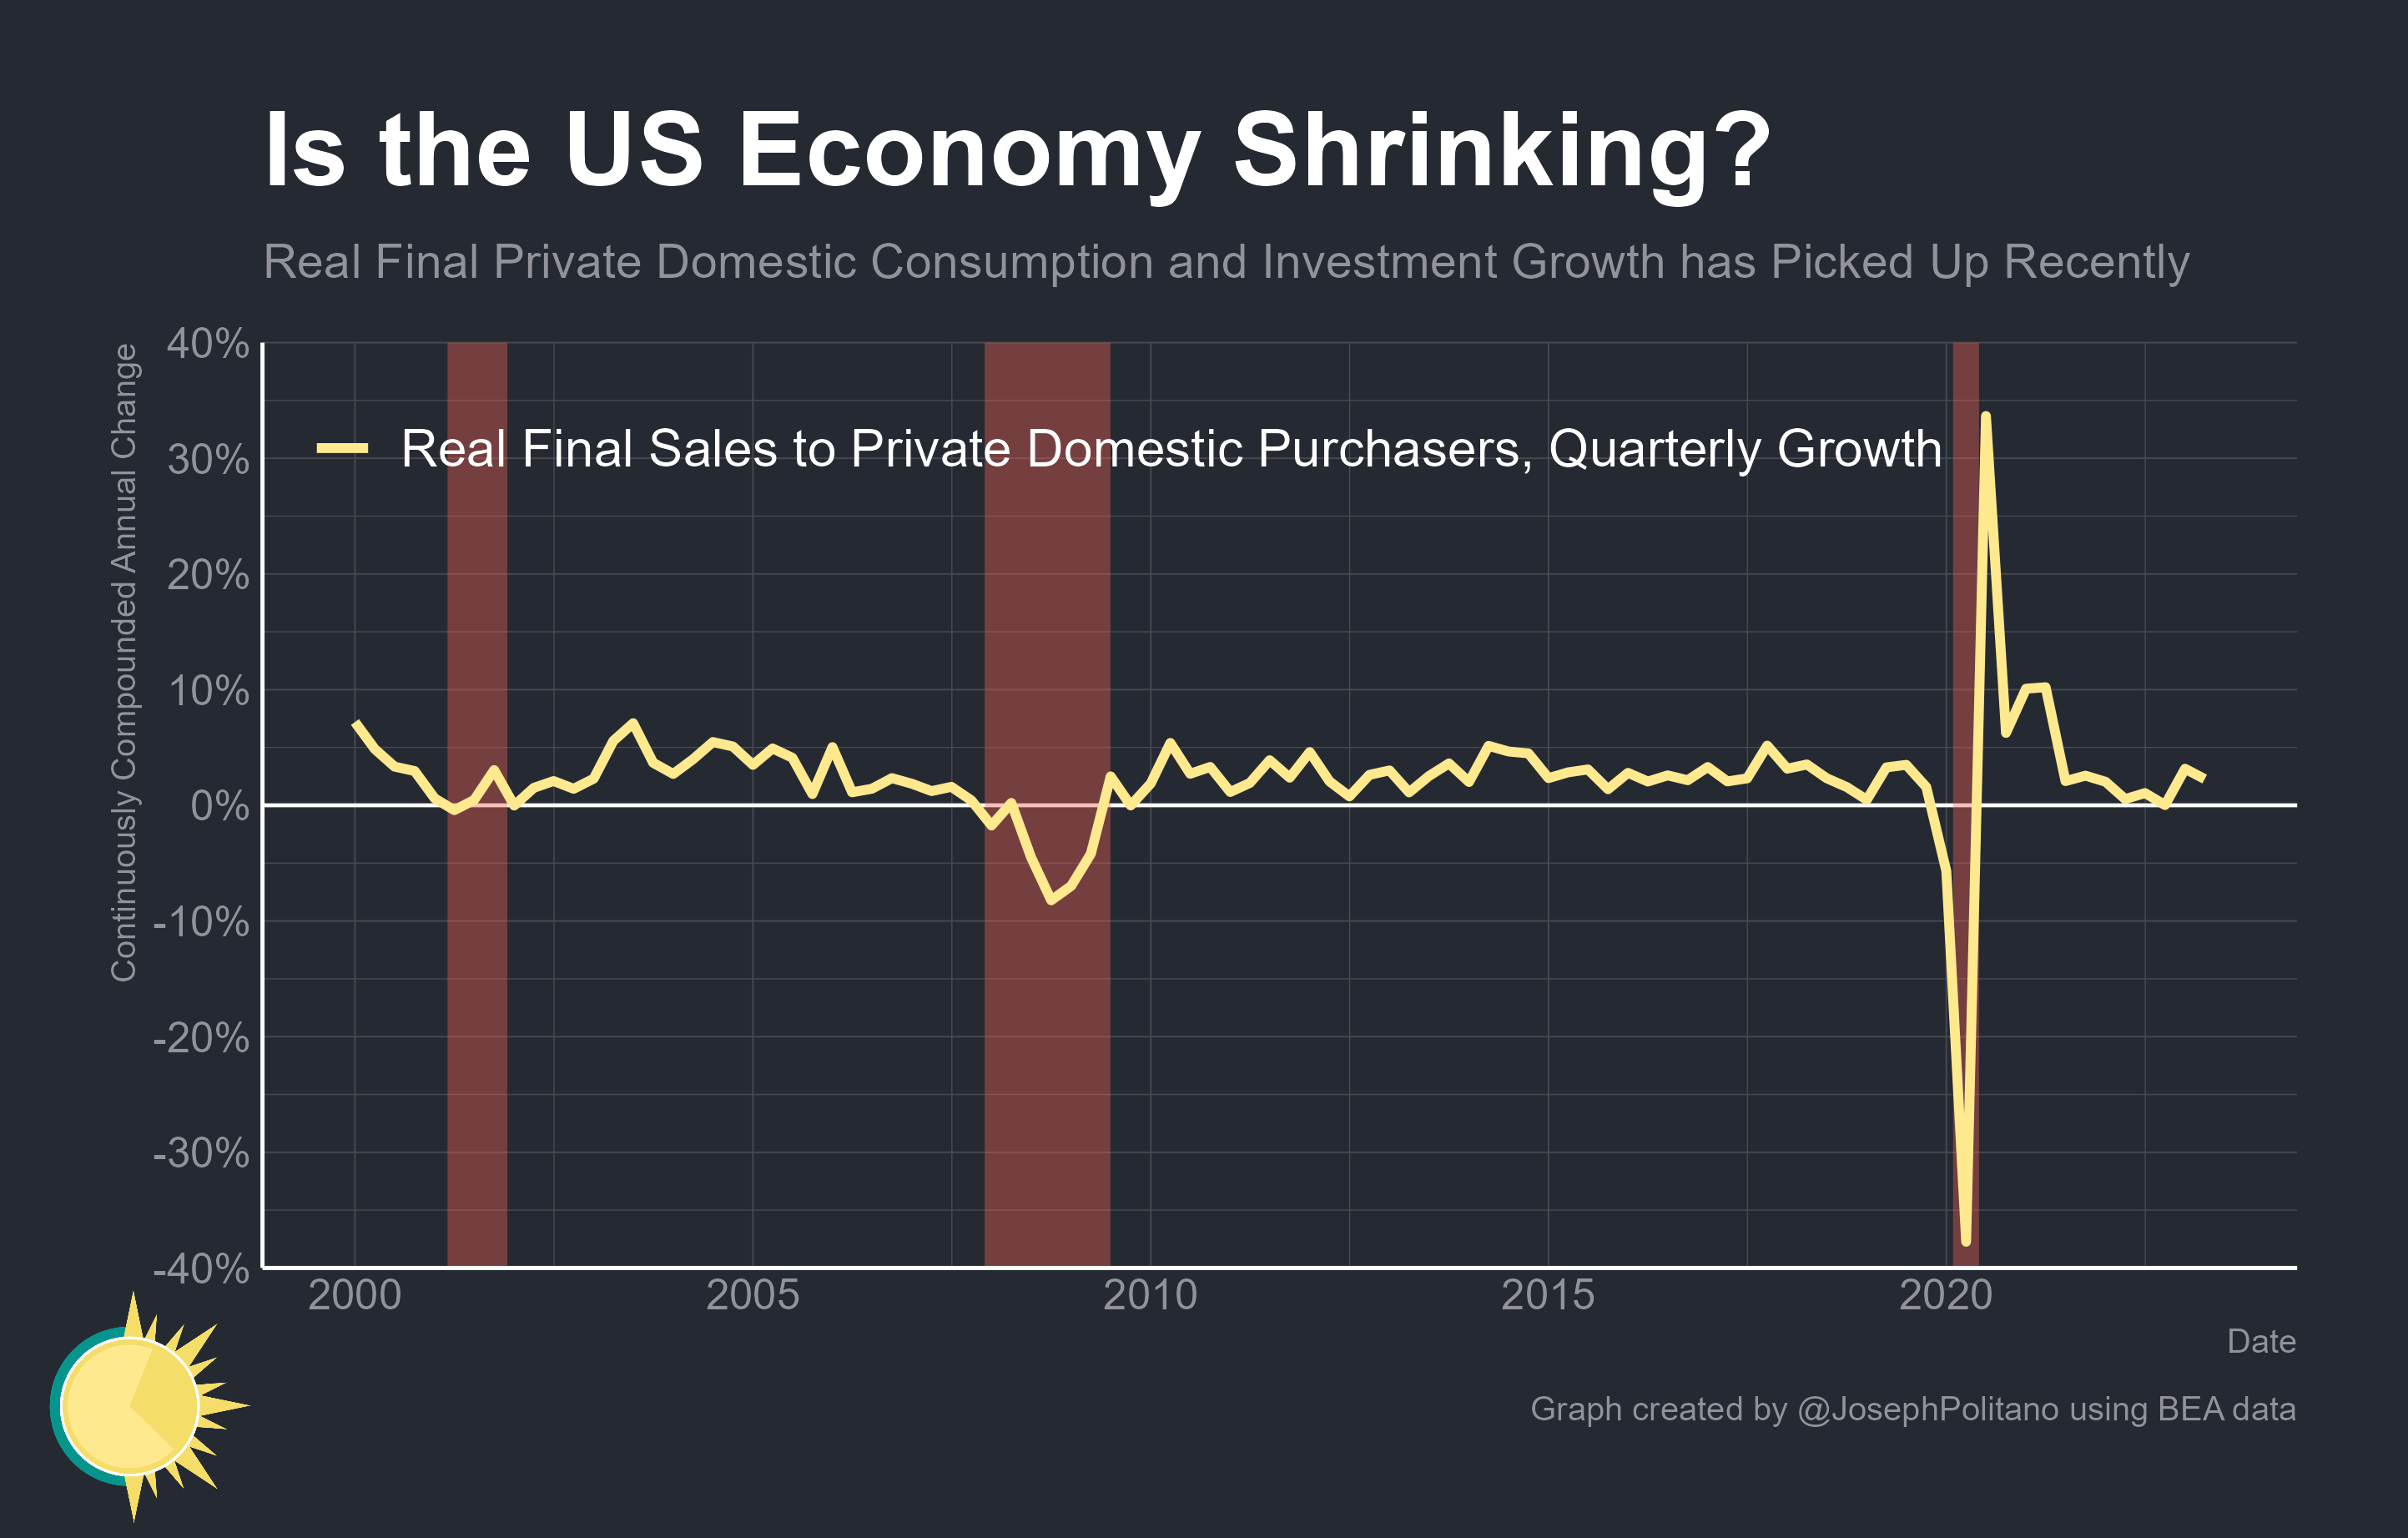 Is the US Economy Shrinking?
Real Final Private Domestic Consumption and Investment Growth has Picked Up Recently
Continuously Compounded Annual Change
40%
30%
20%
10%
0%
-10%
-20%
-30%
-40%
Real Final Sales to Private Domestic Purchasers, Quarterly Growth
2000
2005
2010
2015
2020
Date
Graph created by @JosephPolitano using BEA data